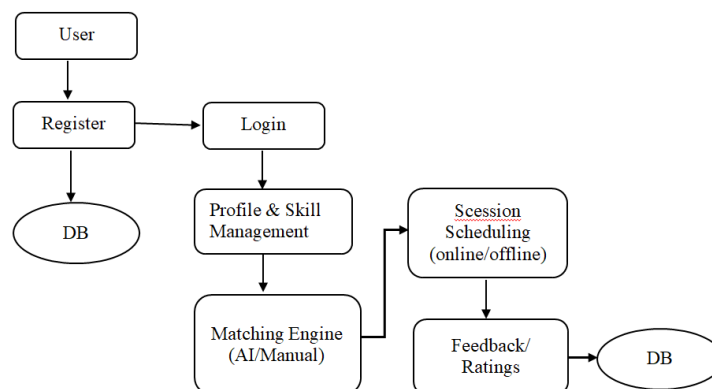 User
Register
Login
DB
Profile & Skill
Management
Scession
Scheduling
(online/offline)
Matching Engine
(AI/Manual)
Feedback/
Ratings
DB